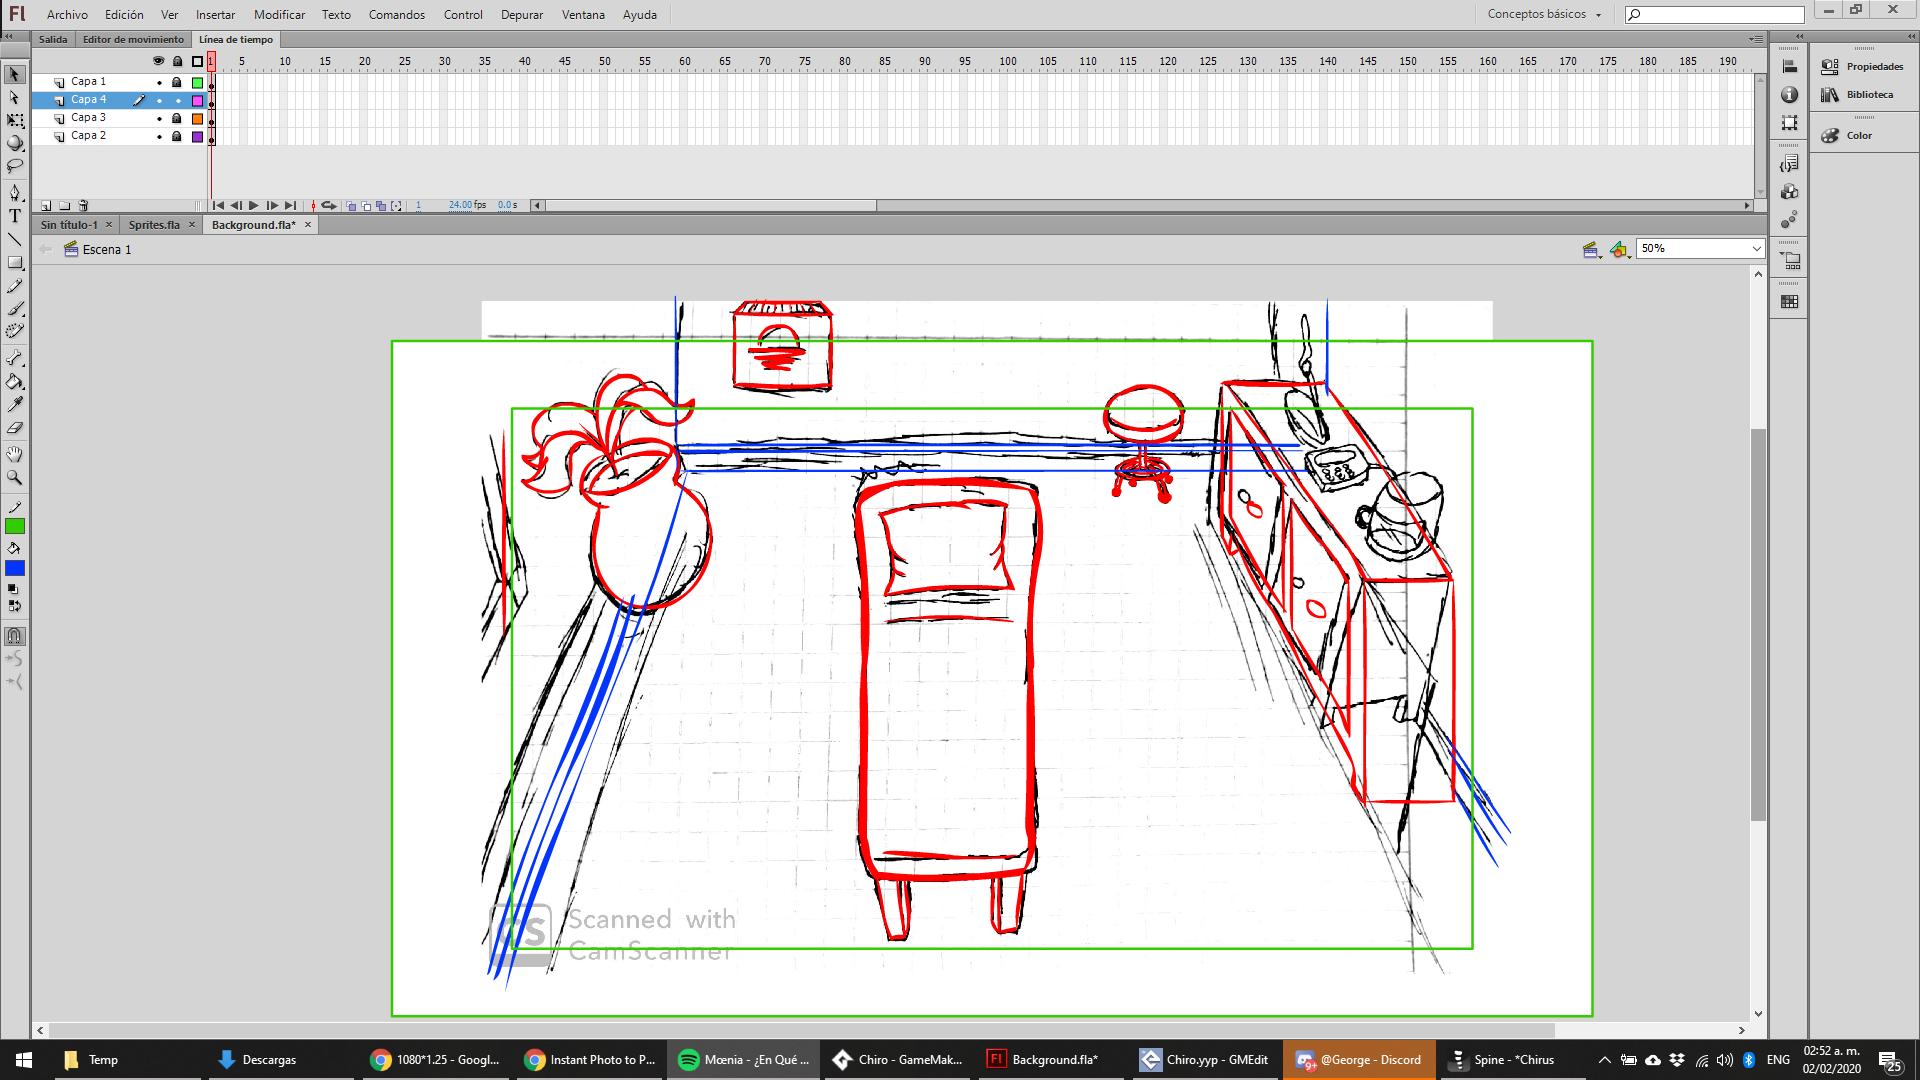 Fl Archivo Edición Ver Insertar Modificar Texto Comandos Control Depurar Ventana Ayuda Conceptos básicos
Salida Editor de movimiento Línea de tiempo
1 5 10 15 20 25 30 35 40 45 50 55 60 65 70 75 80 85 90 95 100 105 110 115 120 125 130 135 140 145 150 155 160 165 170 175 180 185 190
Capa 1
Capa 4
Capa 3
Capa 2
1 24.00 fps 0.0 s
Propiedades
Biblioteca
Color
Sin título-1 Sprites.fla Background.fla*
Escena 1 50%
T
CS Scanned with
CamScanner
Temp Descargas 1080*1.25 - Googl... Instant Photo to P... Mœnia - ¿En Qué ... Chiro - GameMak... Fl Background.fla* Chiro.yyp - GMEdit 9+ @George - Discord Spine - *Chirus ENG 02:52 a. m.
02/02/2020 25